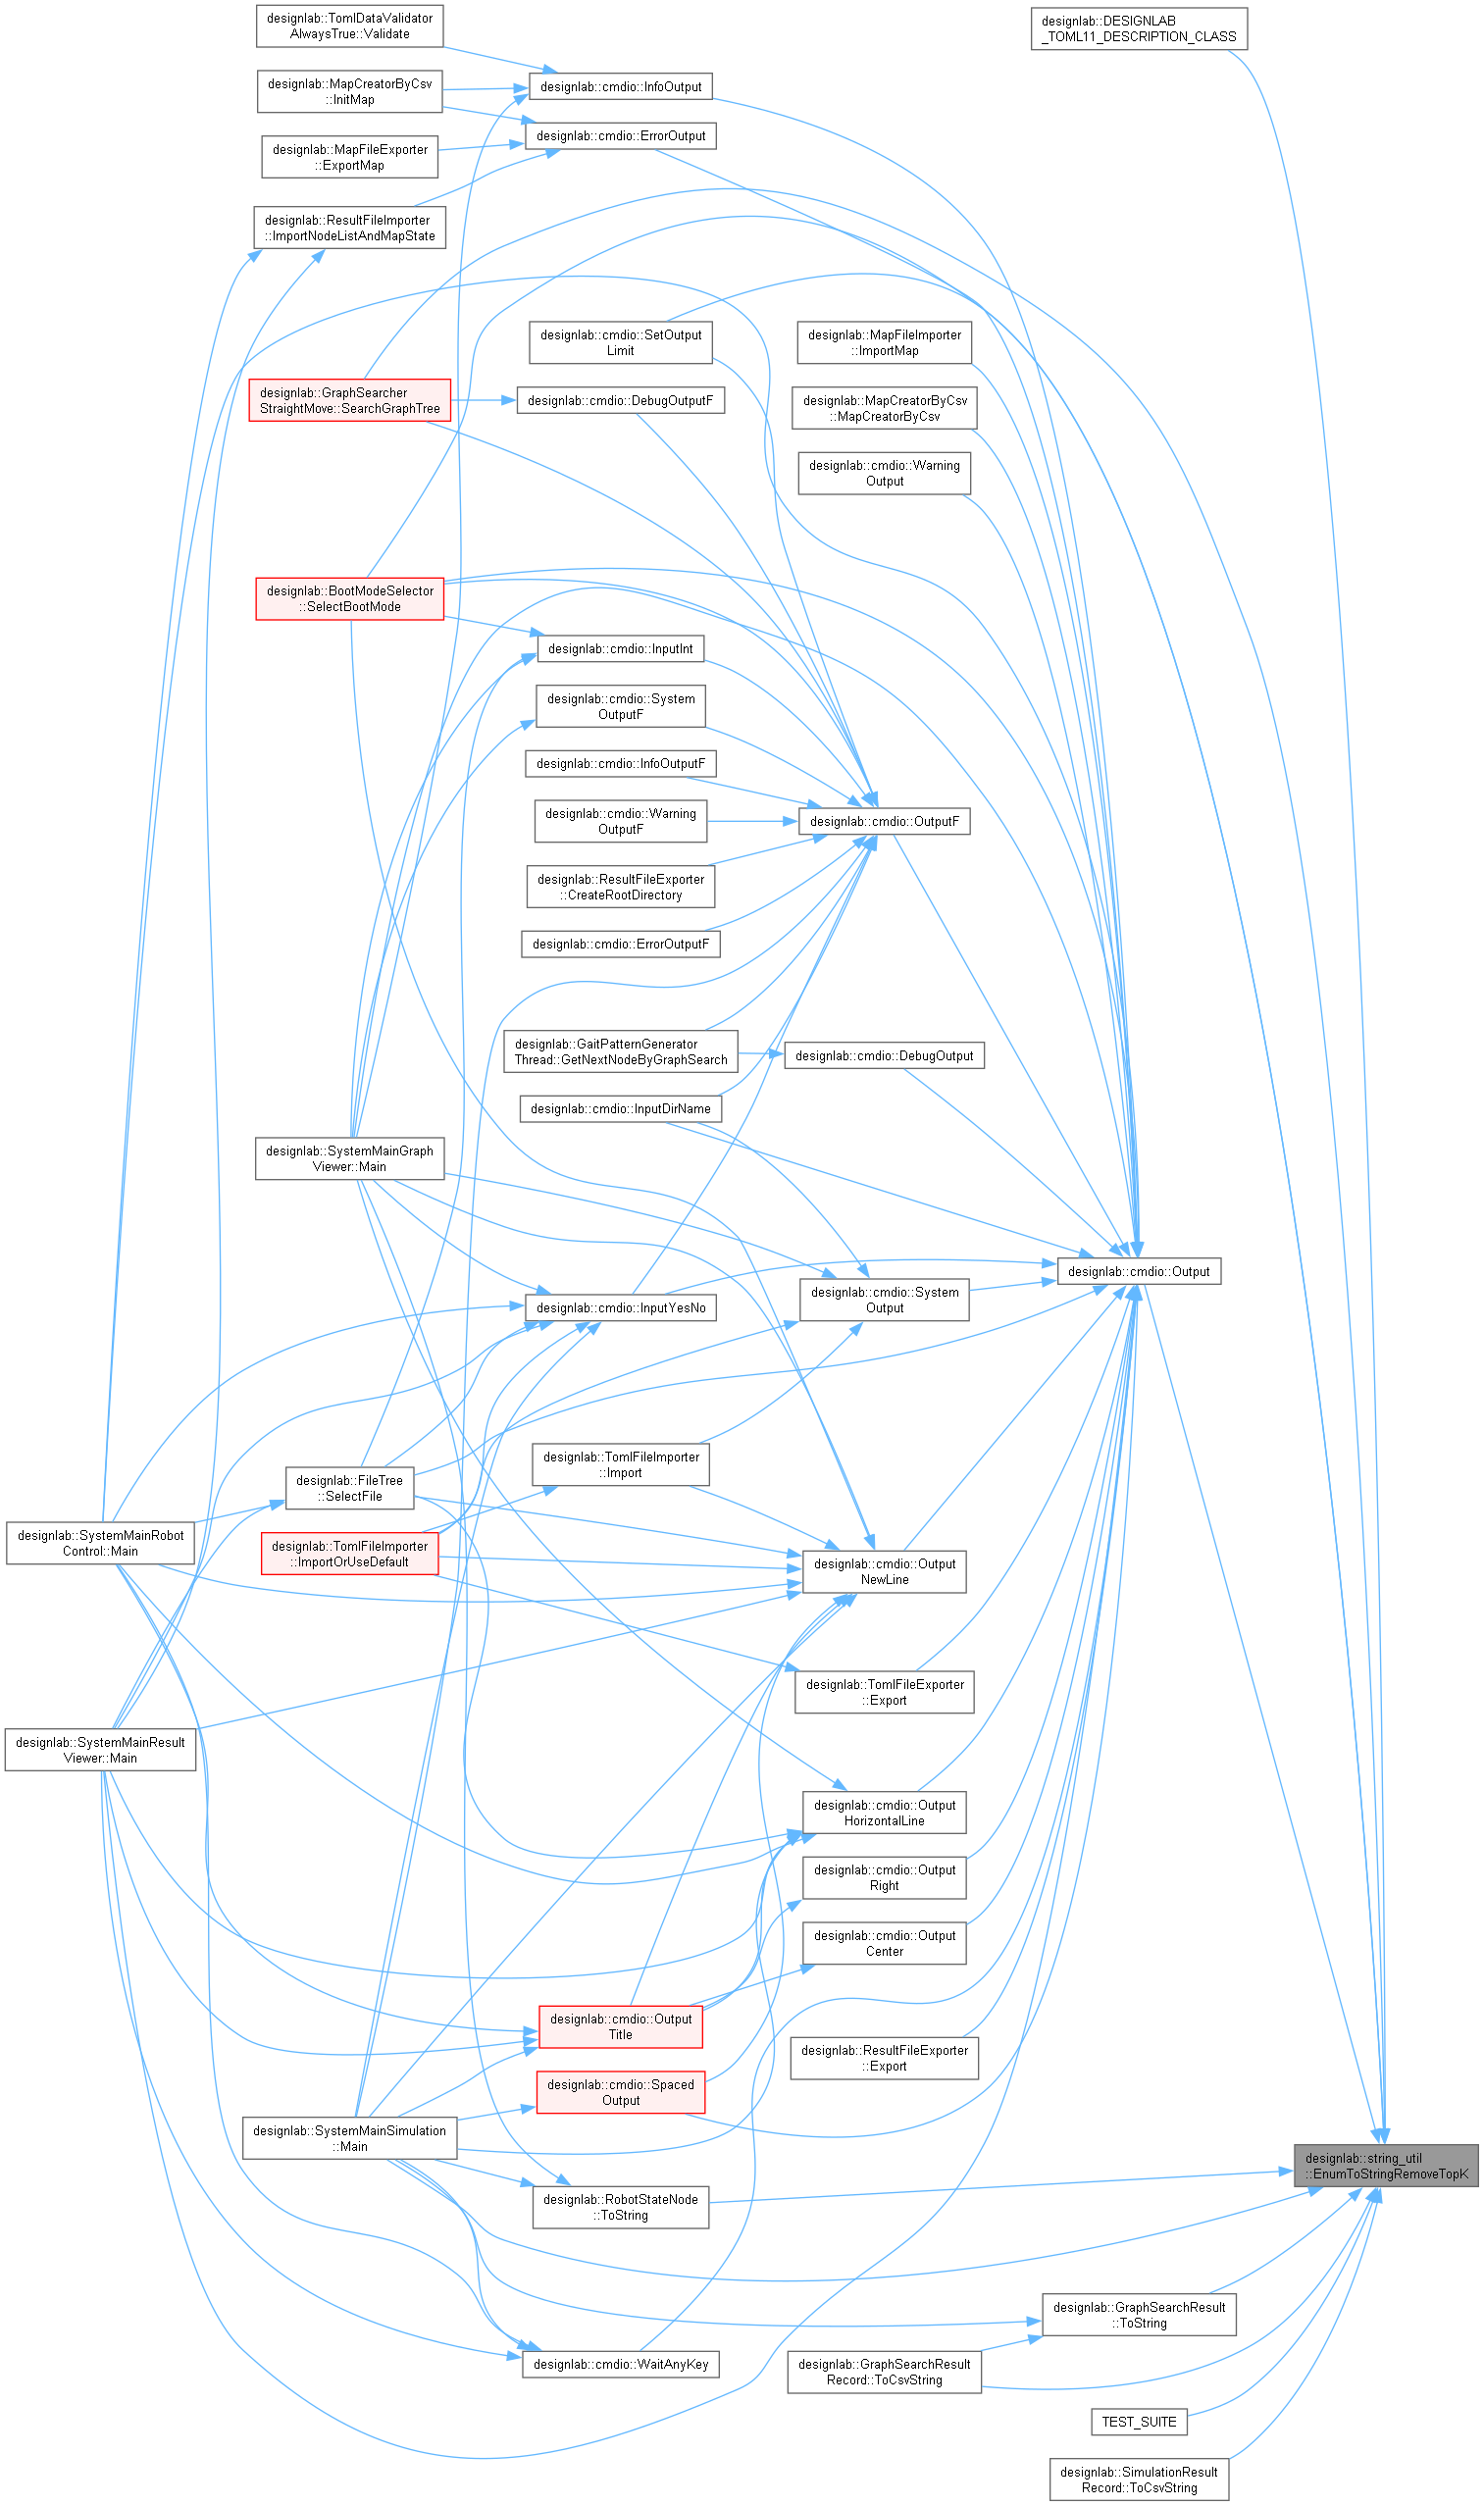 designlab::TomlDataValidator
AlwaysTrue::Validate
designlab::DESIGNLAB
_TOML11_DESCRIPTION_CLASS
designlab::MapCreatorByCsv
::InitMap
designlab::cmdio::InfoOutput
designlab::cmdio::ErrorOutput
designlab::MapFileExporter
::ExportMap
designlab::ResultFileImporter
::ImportNodeListAndMapState
designlab::cmdio::SetOutput
Limit
designlab::MapFileImporter
::ImportMap
designlab::GraphSearcher
StraightMove::SearchGraphTree
designlab::cmdio::DebugOutputF
designlab::MapCreatorByCsv
::MapCreatorByCsv
designlab::cmdio::Warning
Output
designlab::BootModeSelector
::SelectBootMode
designlab::cmdio::InputInt
designlab::cmdio::System
OutputF
designlab::cmdio::InfoOutputF
designlab::cmdio::Warning
OutputF
designlab::cmdio::OutputF
designlab::ResultFileExporter
::CreateRootDirectory
designlab::cmdio::ErrorOutputF
designlab::GaitPatternGenerator
Thread::GetNextNodeByGraphSearch
designlab::cmdio::DebugOutput
designlab::cmdio::InputDirName
designlab::SystemMainGraph
Viewer::Main
designlab::cmdio::Output
designlab::cmdio::InputYesNo
designlab::cmdio::System
Output
designlab::TomlFileImporter
::Import
designlab::FileTree
::SelectFile
designlab::SystemMainRobot
Control::Main
designlab::TomlFileImporter
::ImportOrUseDefault
designlab::cmdio::Output
NewLine
designlab::TomlFileExporter
::Export
designlab::SystemMainResult
Viewer::Main
designlab::cmdio::Output
HorizontalLine
designlab::cmdio::Output
Right
designlab::cmdio::Output
Center
designlab::cmdio::Output
Title
designlab::ResultFileExporter
::Export
designlab::cmdio::Spaced
Output
designlab::SystemMainSimulation
::Main
designlab::string_util
::EnumToStringRemoveTopK
designlab::RobotStateNode
::ToString
designlab::GraphSearchResult
::ToString
designlab::cmdio::WaitAnyKey
designlab::GraphSearchResult
Record::ToCsvString
TEST_SUITE
designlab::SimulationResult
Record::ToCsvString